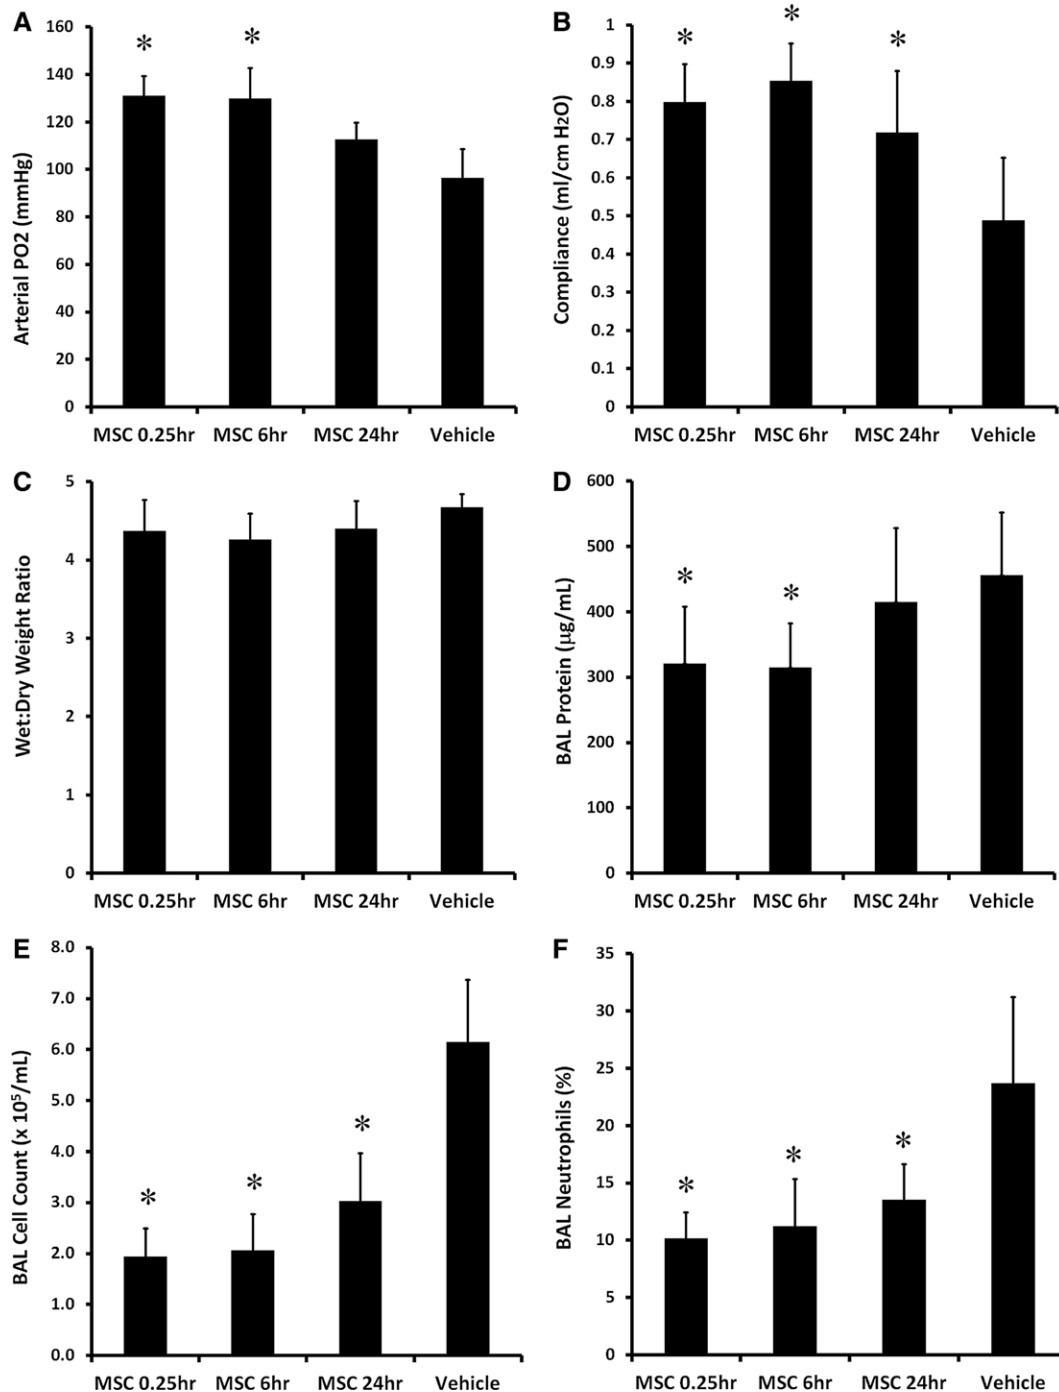 A
Arterial PO2 (mmHg)
160
140
120
100
80
60
40
20
0
* *
MSC 0.25hr MSC 6hr MSC 24hr Vehicle
B
Compliance (ml/cm H2O)
1
0.9
0.8
0.7
0.6
0.5
0.4
0.3
0.2
0.1
0
* * *
MSC 0.25hr MSC 6hr MSC 24hr Vehicle
C
Wet:Dry Weight Ratio
5
4
3
2
1
0
MSC 0.25hr MSC 6hr MSC 24hr Vehicle
D
BAL Protein (µg/mL)
600
500
400
300
200
100
0
* *
MSC 0.25hr MSC 6hr MSC 24hr Vehicle
E
BAL Cell Count (x 10⁵/mL)
8.0
7.0
6.0
5.0
4.0
3.0
2.0
1.0
0.0
* * *
MSC 0.25hr MSC 6hr MSC 24hr Vehicle
F
BAL Neutrophils (%)
35
30
25
20
15
10
5
0
* * *
MSC 0.25hr MSC 6hr MSC 24hr Vehicle